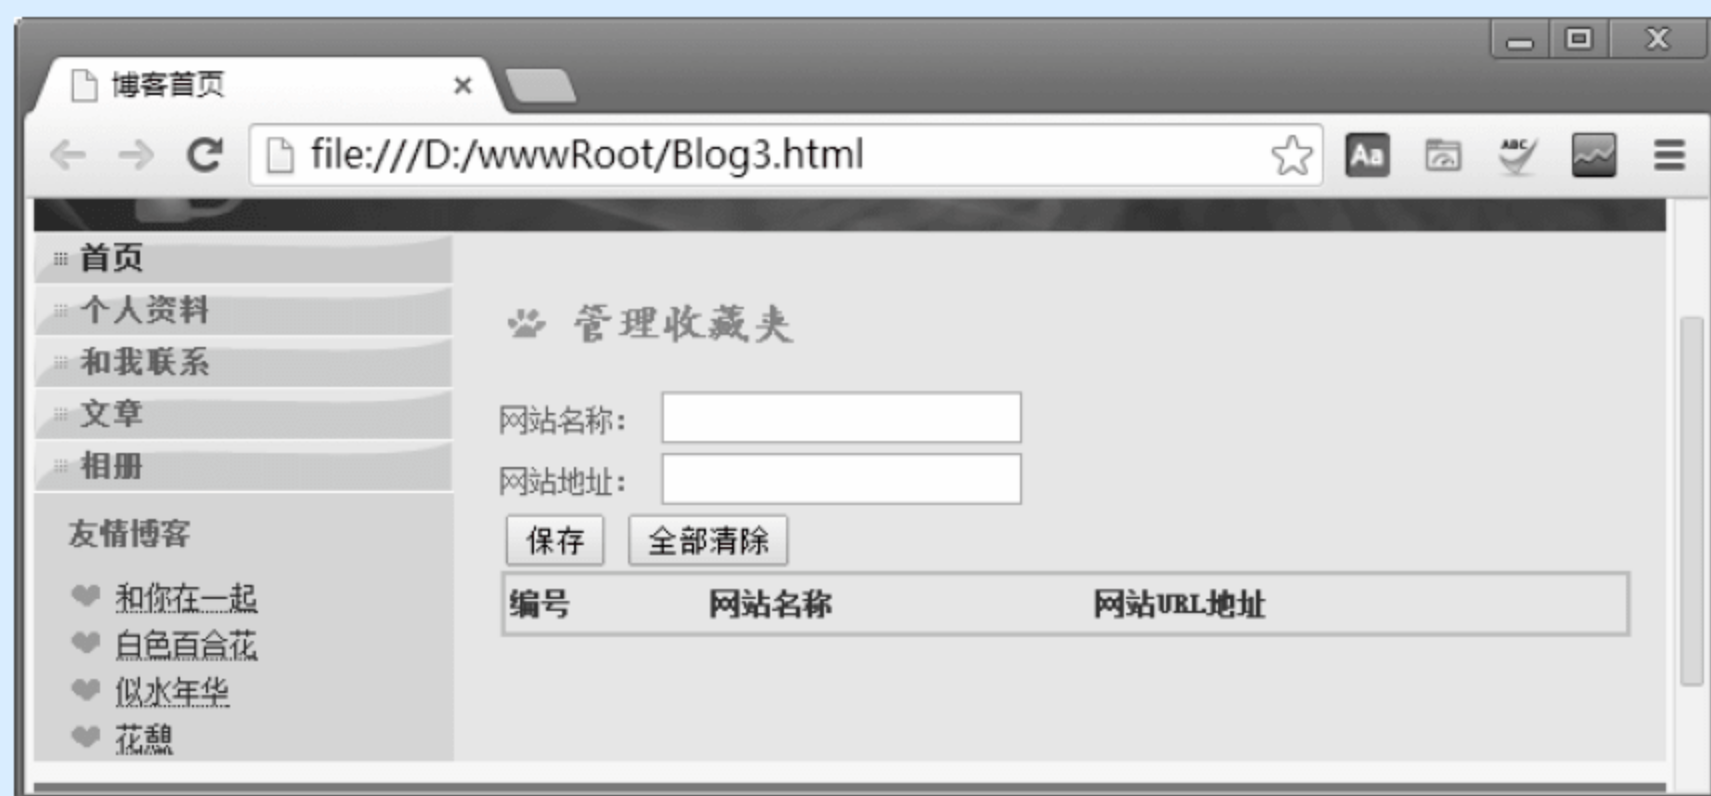 博客首页
file:///D:/wwwRoot/Blog3.html
Aa
ABC
首页
个人资料
和我联系
文章
相册
友情博客
和你在一起
白色百合花
似水年华
花憩
管理收藏夹
网站名称：
网站地址：
保存 全部清除
编号 网站名称 网站URL地址